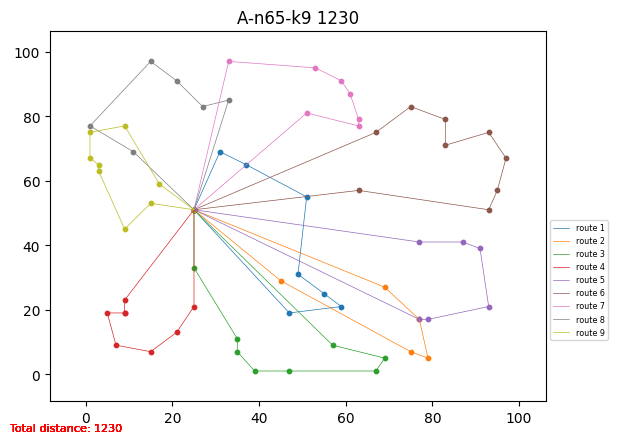 A-n65-k9 1230
100
80
60
40
20
0
0 20 40 60 80 100
route 1
route 2
route 3
route 4
route 5
route 6
route 7
route 8
route 9
Total distance: 1230